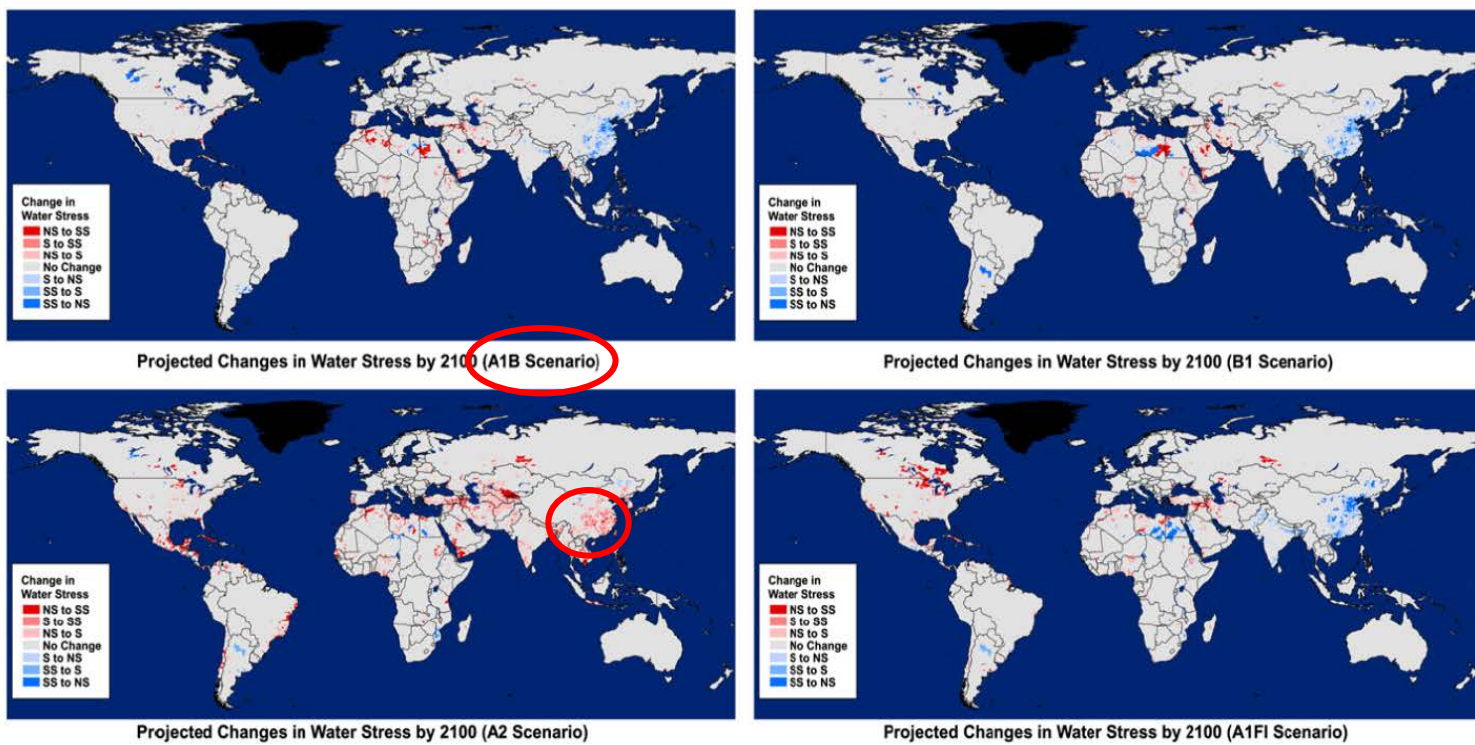 Change in
Water Stress
NS to SS
S to SS
NS to S
No Change
S to NS
SS to S
SS to NS
Projected Changes in Water Stress by 2100 (A1B Scenario)
Change in
Water Stress
NS to SS
S to SS
NS to S
No Change
S to NS
SS to S
SS to NS
Projected Changes in Water Stress by 2100 (B1 Scenario)
Change in
Water Stress
NS to SS
S to SS
NS to S
No Change
S to NS
SS to S
SS to NS
Projected Changes in Water Stress by 2100 (A2 Scenario)
Change in
Water Stress
NS to SS
S to SS
NS to S
No Change
S to NS
SS to S
SS to NS
Projected Changes in Water Stress by 2100 (A1FI Scenario)